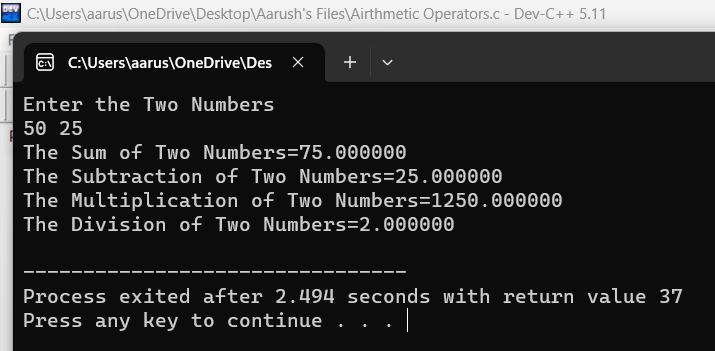 DEV C:\Users\aarus\OneDrive\Desktop\Aarush's Files\Airthmetic Operators.c - Dev-C++ 5.11
C:\Users\aarus\OneDrive\Des
Enter the Two Numbers
50 25
The Sum of Two Numbers=75.000000
The Subtraction of Two Numbers=25.000000
The Multiplication of Two Numbers=1250.000000
The Division of Two Numbers=2.000000
--------------------------------
Process exited after 2.494 seconds with return value 37
Press any key to continue . . .